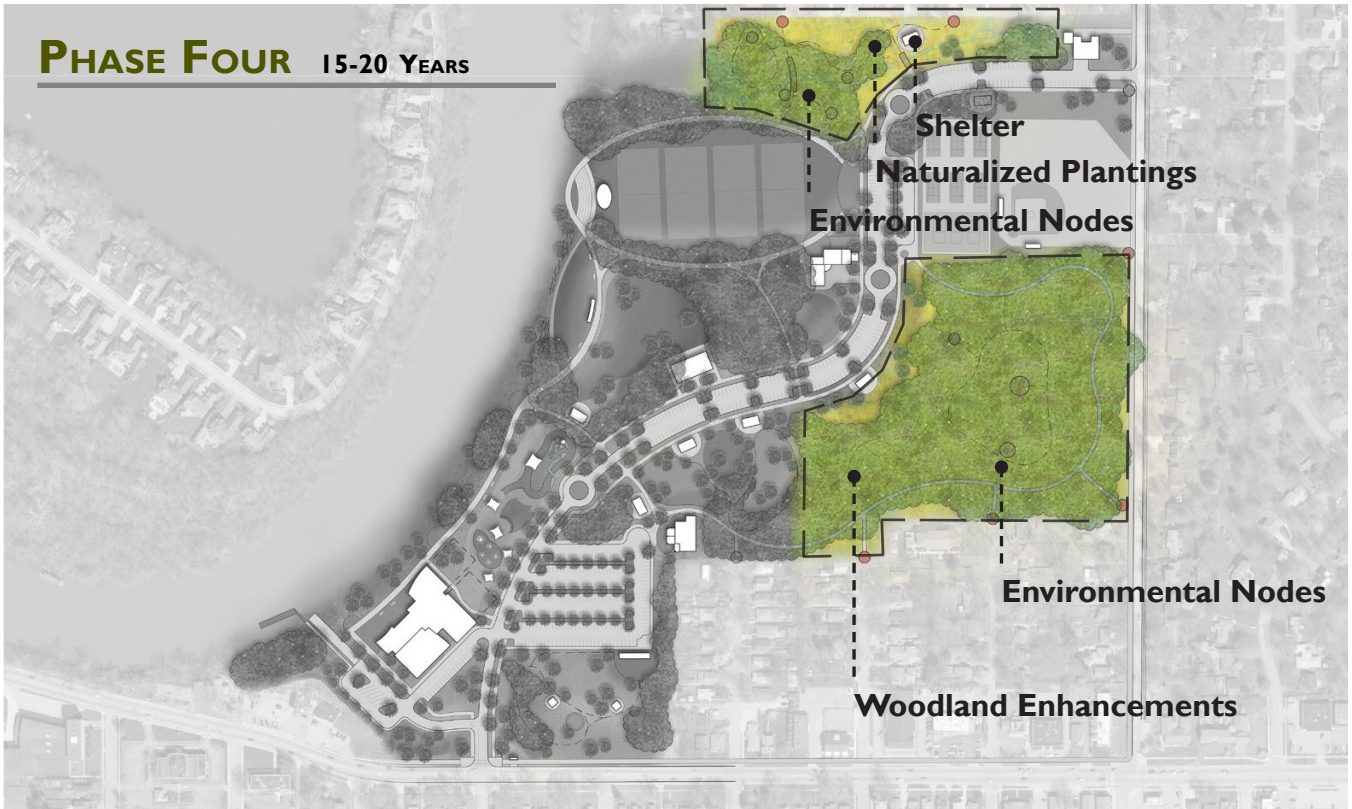 PHASE FOUR 15-20 YEARS
Shelter
Naturalized Plantings
Environmental Nodes
Environmental Nodes
Woodland Enhancements